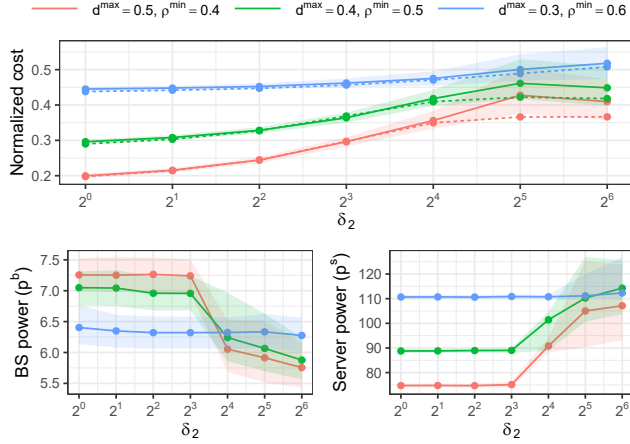 d^max = 0.5, ρ^min = 0.4 d^max = 0.4, ρ^min = 0.5 d^max = 0.3, ρ^min = 0.6
Normalized cost
0.5
0.4
0.3
0.2
2^0 2^1 2^2 2^3 2^4 2^5 2^6
δ_2
BS power (p^b)
7.5
7.0
6.5
6.0
5.5
2^0 2^1 2^2 2^3 2^4 2^5 2^6
δ_2
Server power (p^s)
120
110
100
90
80
2^0 2^1 2^2 2^3 2^4 2^5 2^6
δ_2